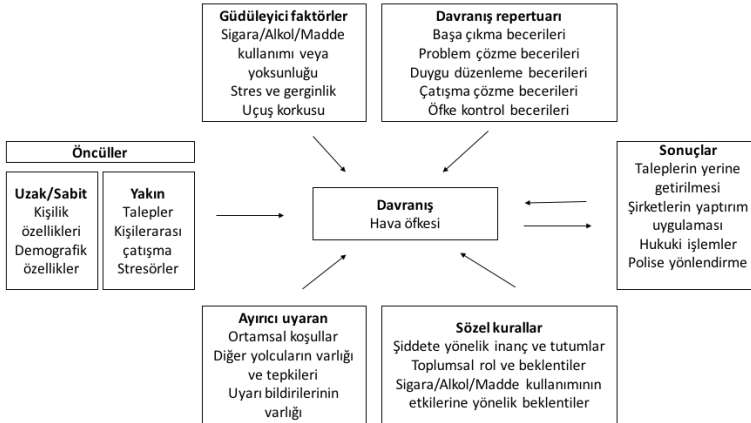 Güdüleyici faktörler
Sigara/Alkol/Madde
kullanımı veya
yoksunluğu
Stres ve gerginlik
Uçuş korkusu
Davranış repertuarı
Başa çıkma becerileri
Problem çözme becerileri
Duygu düzenleme becerileri
Çatışma çözme becerileri
Öfke kontrol becerileri
Öncüller
Uzak/Sabit
Kişilik
özellikleri
Demografik
özellikler
Yakın
Talepler
Kişilerarası
çatışma
Stresörler
Davranış
Hava öfkesi
Sonuçlar
Taleplerin yerine
getirilmesi
Şirketlerin yaptırım
uygulaması
Hukuki işlemler
Polise yönlendirme
Ayırıcı uyaran
Ortamsal koşullar
Diğer yolcuların varlığı
ve tepkileri
Uyarı bildirilerinin
varlığı
Sözel kurallar
Şiddete yönelik inanç ve tutumlar
Toplumsal rol ve beklentiler
Sigara/Alkol/Madde kullanımının
etkilerine yönelik beklentiler